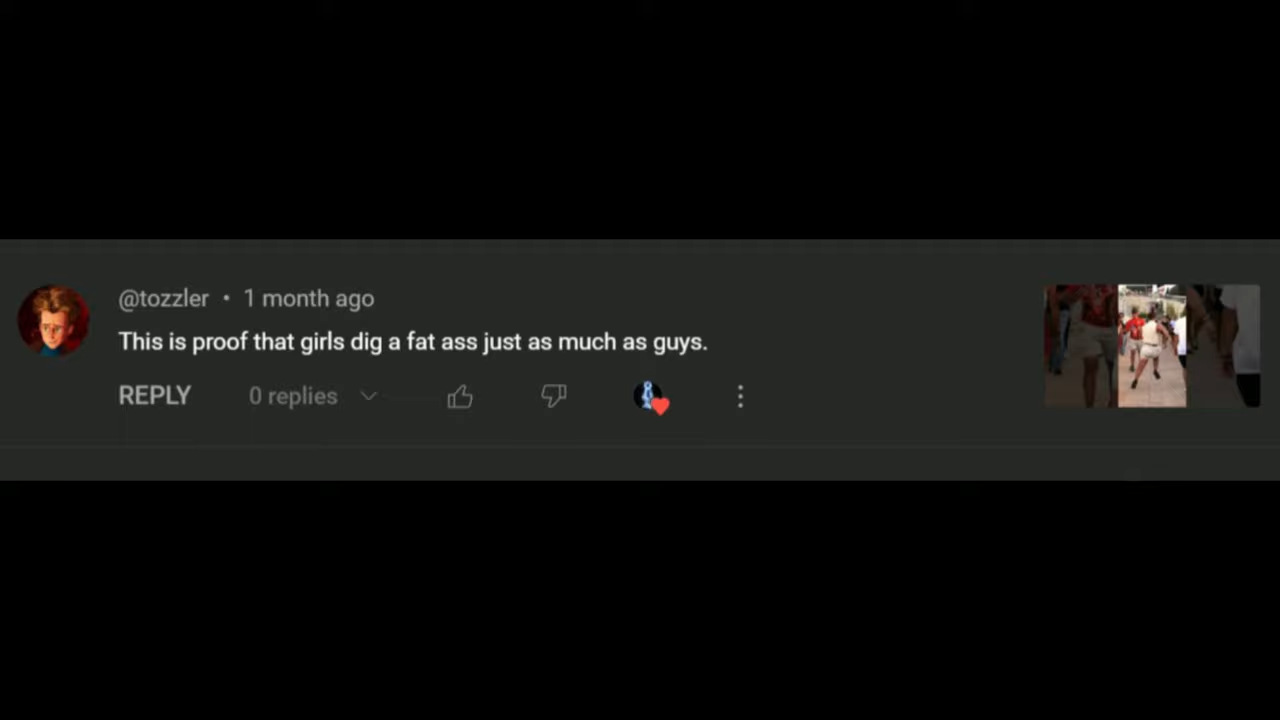 @tozzler • 1 month ago
This is proof that girls dig a fat ass just as much as guys.
REPLY 0 replies